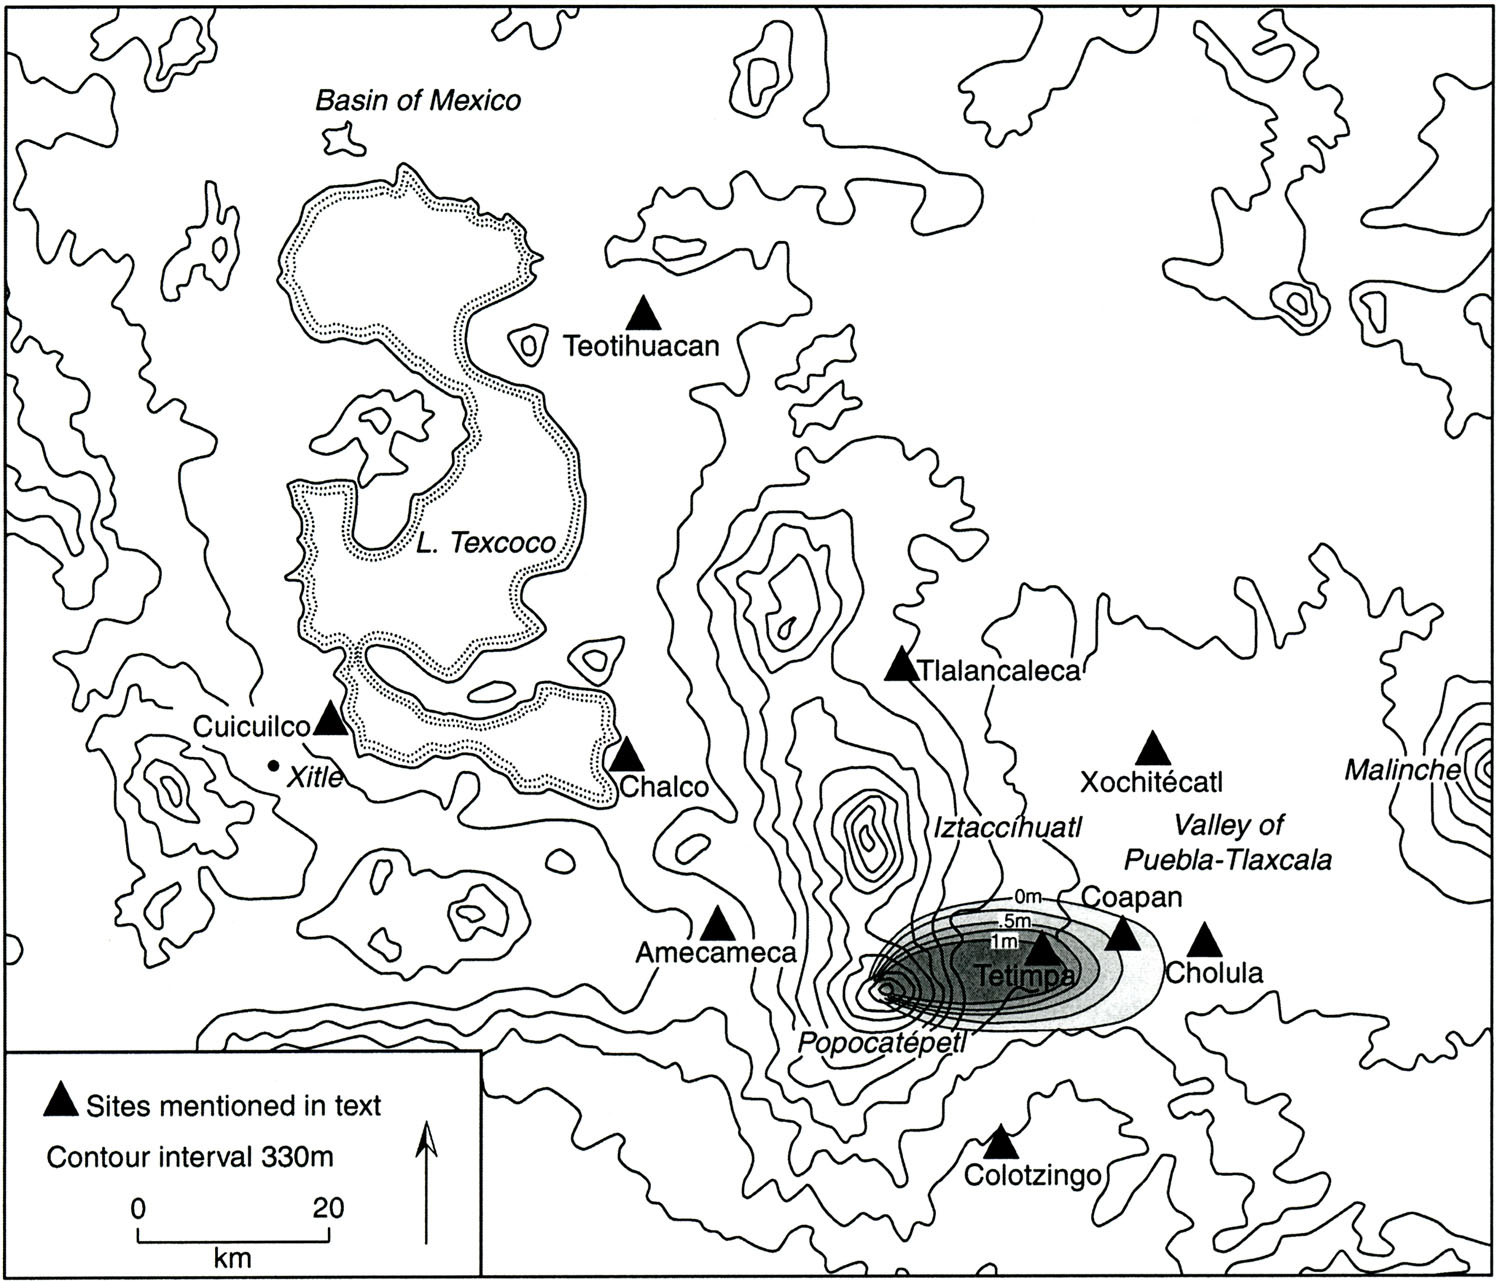 Basin of Mexico
Teotihuacan
L. Texcoco
Tlalancaleca
Cuicuilco
Xitle
Chalco
Xochitécatl
Malinche
Iztaccíhuatl
Valley of
Puebla-Tlaxcala
0m
Coapan
.5m
1m
Amecameca
Tetimpa
Cholula
Popocatépetl
Sites mentioned in text
Contour interval 330m
Colotzingo
0 20
km